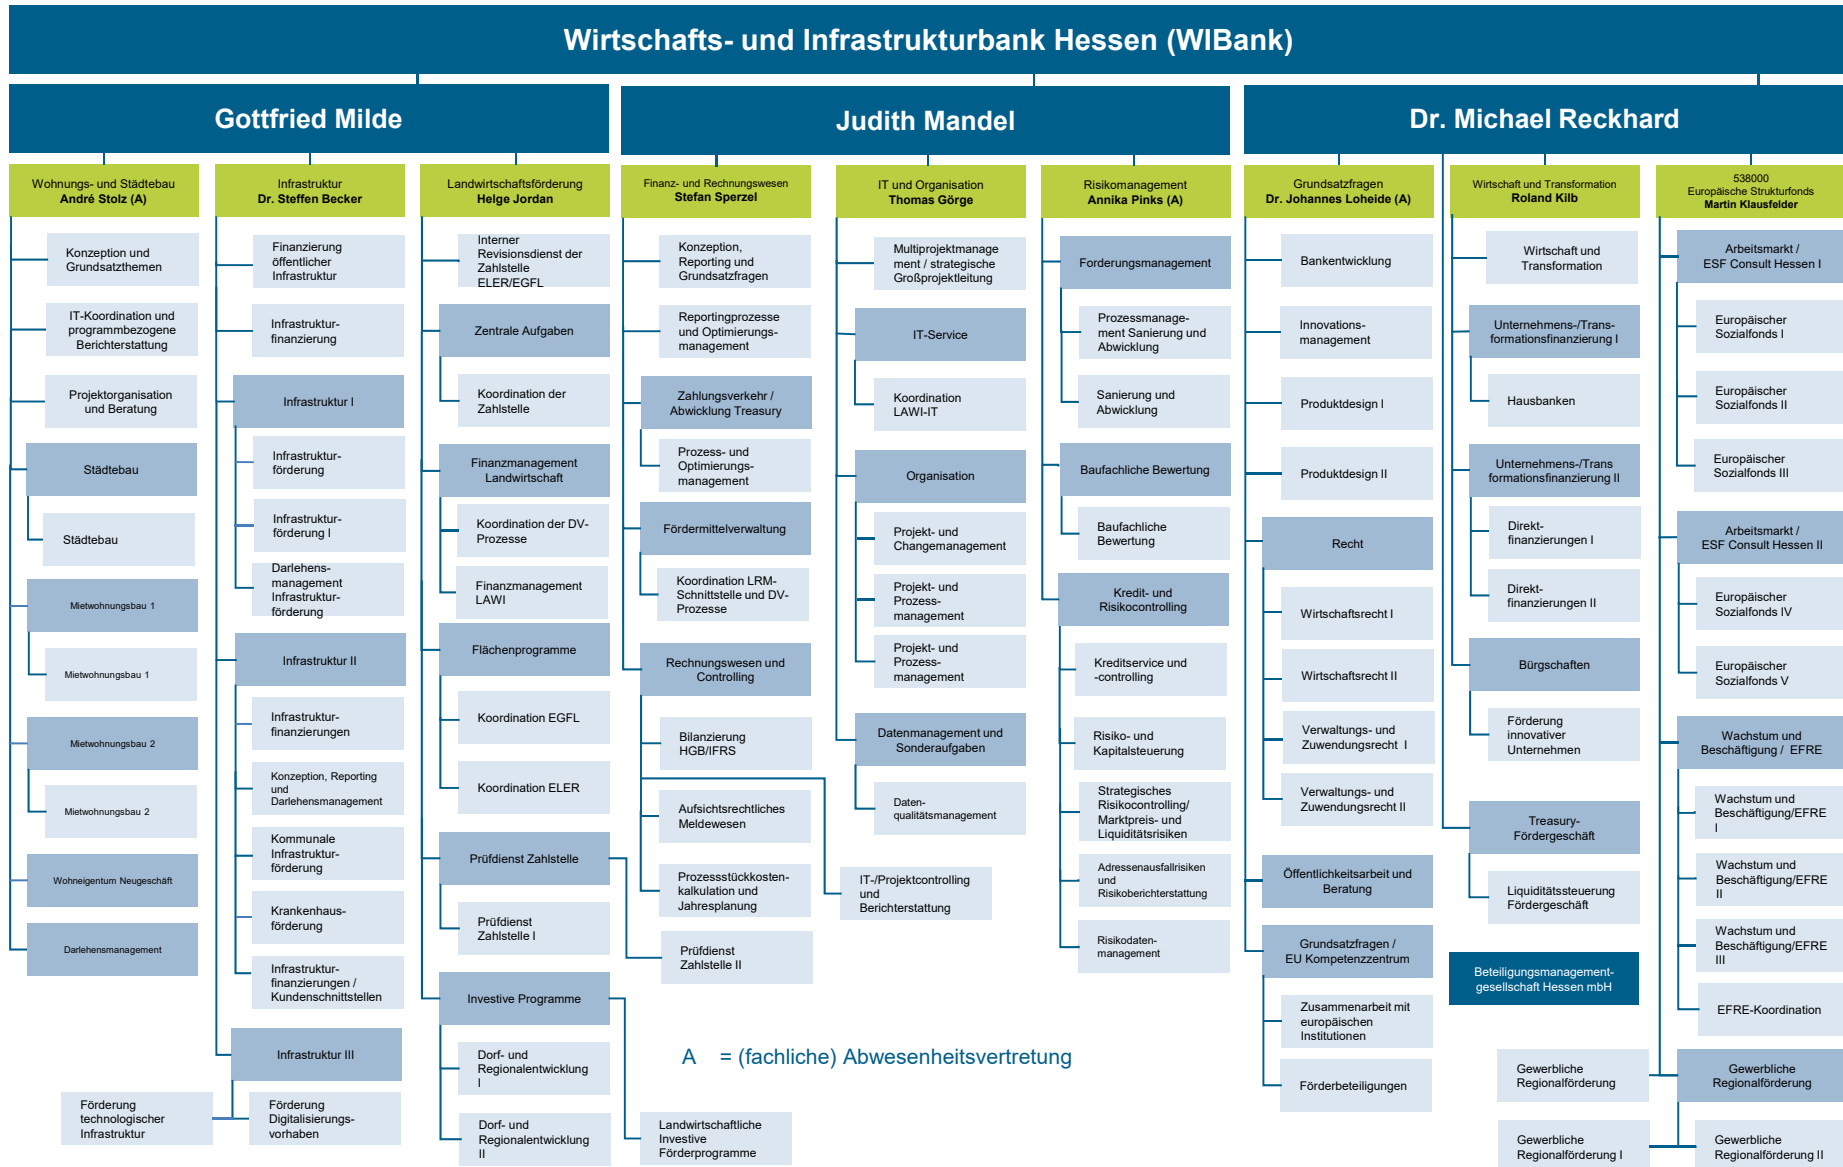 Wirtschafts- und Infrastrukturbank Hessen (WIBank)
Gottfried Milde
Judith Mandel
Dr. Michael Reckhard
Wohnungs- und Städtebau
André Stolz (A)
Konzeption und
Grundsatzthemen
IT-Koordination und
programmbezogene
Berichterstattung
Projektorganisation
und Beratung
Städtebau
Städtebau
Mietwohnungsbau 1
Mietwohnungsbau 1
Mietwohnungsbau 2
Mietwohnungsbau 2
Wohneigentum Neugeschäft
Darlehensmanagement
Infrastruktur
Dr. Steffen Becker
Finanzierung
öffentlicher
Infrastruktur
Infrastruktur-
finanzierung
Infrastruktur I
Infrastruktur-
förderung
Infrastruktur-
förderung I
Darlehens-
management
Infrastruktur-
förderung
Infrastruktur II
Infrastruktur-
finanzierungen
Konzeption, Reporting
und
Darlehensmanagement
Kommunale
Infrastruktur-
förderung
Krankenhaus-
förderung
Infrastruktur-
finanzierungen /
Kundenschnittstellen
Infrastruktur III
Förderung
technologischer
Infrastruktur
Förderung
Digitalisierungs-
vorhaben
Landwirtschaftsförderung
Helge Jordan
Interner
Revisionsdienst der
Zahlstelle
ELER/EGFL
Zentrale Aufgaben
Koordination der
Zahlstelle
Finanzmanagement
Landwirtschaft
Koordination der DV-
Prozesse
Finanzmanagement
LAWI
Flächenprogramme
Koordination EGFL
Koordination ELER
Prüfdienst Zahlstelle
Prüfdienst
Zahlstelle I
Prüfdienst
Zahlstelle II
Investive Programme
Dorf- und
Regionalentwicklung
I
Dorf- und
Regionalentwicklung
II
Landwirtschaftliche
Investive
Förderprogramme
Finanz- und Rechnungswesen
Stefan Sperzel
Konzeption,
Reporting und
Grundsatzfragen
Reportingprozesse
und Optimierungs-
management
Zahlungsverkehr /
Abwicklung Treasury
Prozess- und
Optimierungs-
management
Fördermittelverwaltung
Koordination LRM-
Schnittstelle und DV-
Prozesse
Rechnungswesen und
Controlling
Bilanzierung
HGB/IFRS
Aufsichtsrechtliches
Meldewesen
Prozessstückkosten-
kalkulation und
Jahresplanung
IT-/Projektcontrolling
und
Berichterstattung
IT und Organisation
Thomas Görge
Multiprojektmanage
ment / strategische
Großprojektleitung
IT-Service
Koordination
LAWI-IT
Organisation
Projekt- und
Changemanagement
Projekt- und
Prozess-
management
Projekt- und
Prozess-
management
Datenmanagement und
Sonderaufgaben
Daten-
qualitätsmanagement
Risikomanagement
Annika Pinks (A)
Forderungsmanagement
Prozessmanage-
ment Sanierung und
Abwicklung
Sanierung und
Abwicklung
Baufachliche Bewertung
Baufachliche
Bewertung
Kredit- und
Risikocontrolling
Kreditservice und
-controlling
Risiko- und
Kapitalsteuerung
Strategisches
Risikocontrolling/
Marktpreis- und
Liquiditätsrisiken
Adressenausfallrisiken
und
Risikoberichterstattung
Risikodaten-
management
A = (fachliche) Abwesenheitsvertretung
Grundsatzfragen
Dr. Johannes Loheide (A)
Bankentwicklung
Innovations-
management
Produktdesign I
Produktdesign II
Recht
Wirtschaftsrecht I
Wirtschaftsrecht II
Verwaltungs- und
Zuwendungsrecht I
Verwaltungs- und
Zuwendungsrecht II
Öffentlichkeitsarbeit und
Beratung
Grundsatzfragen /
EU Kompetenzzentrum
Zusammenarbeit mit
europäischen
Institutionen
Förderbeteiligungen
Wirtschaft und Transformation
Roland Kilb
Wirtschaft und
Transformation
Unternehmens-/Trans-
formationsfinanzierung I
Hausbanken
Unternehmens-/Trans
formationsfinanzierung II
Direkt-
finanzierungen I
Direkt-
finanzierungen II
Bürgschaften
Förderung
innovativer
Unternehmen
Treasury-
Fördergeschäft
Liquiditätssteuerung
Fördergeschäft
Beteiligungsmanagement-
gesellschaft Hessen mbH
538000
Europäische Strukturfonds
Martin Klausfelder
Arbeitsmarkt /
ESF Consult Hessen I
Europäischer
Sozialfonds I
Europäischer
Sozialfonds II
Europäischer
Sozialfonds III
Arbeitsmarkt /
ESF Consult Hessen II
Europäischer
Sozialfonds IV
Europäischer
Sozialfonds V
Wachstum und
Beschäftigung / EFRE
Wachstum und
Beschäftigung/EFRE
I
Wachstum und
Beschäftigung/EFRE
II
Wachstum und
Beschäftigung/EFRE
III
EFRE-Koordination
Gewerbliche
Regionalförderung
Gewerbliche
Regionalförderung
Gewerbliche
Regionalförderung I
Gewerbliche
Regionalförderung II